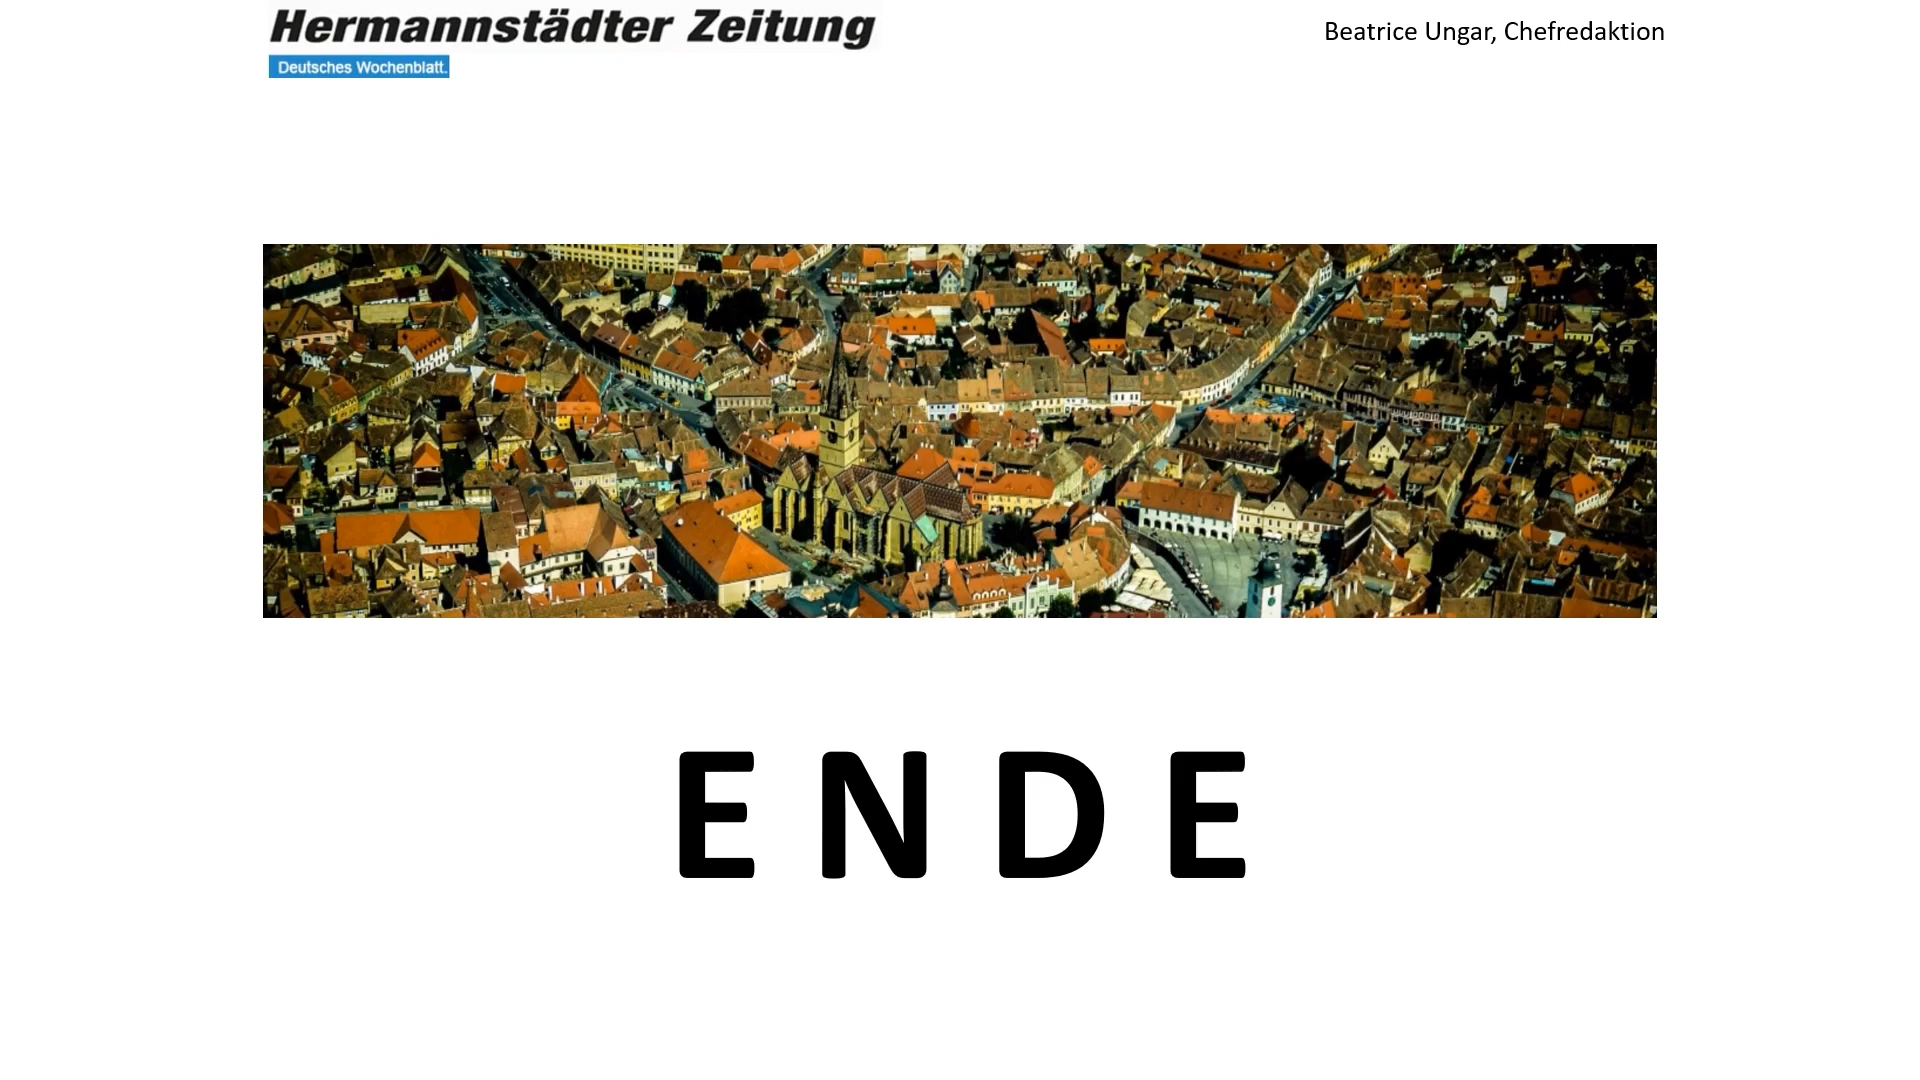 Hermannstädter Zeitung
Beatrice Ungar, Chefredaktion
Deutsches Wochenblatt.
E N D E